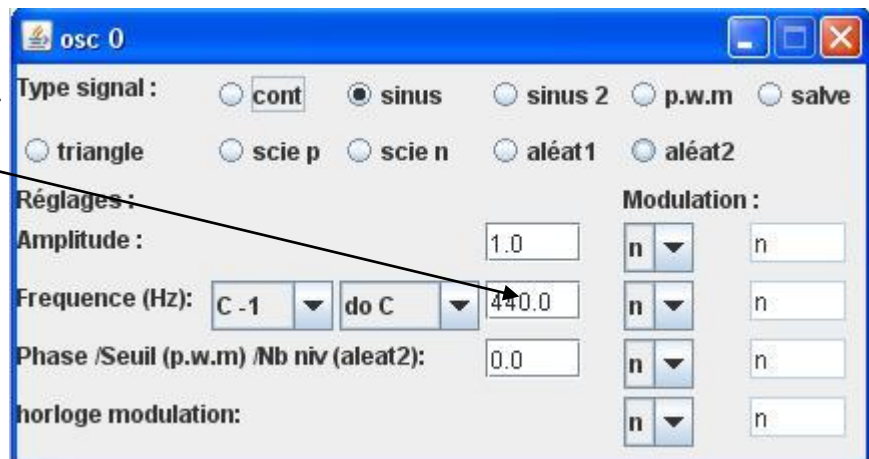 osc 0
Type signal : cont sinus sinus 2 p.w.m salve
triangle scie p scie n aléat1 aléat2
Réglages : Modulation :
Amplitude : 1.0 n n
Frequence (Hz): C -1 do C 440.0 n n
Phase /Seuil (p.w.m) /Nb niv (aleat2): 0.0 n n
horloge modulation: n n